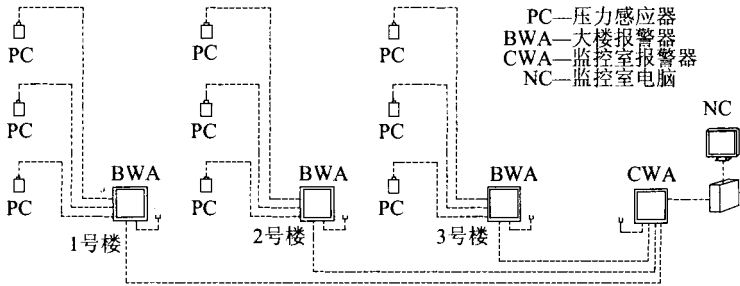 PC—压力感应器
BWA—大楼报警器
CWA—监控室报警器
NC—监控室电脑
PC PC PC
NC
PC PC PC
BWA BWA BWA CWA
PC PC PC
1号楼 2号楼 3号楼